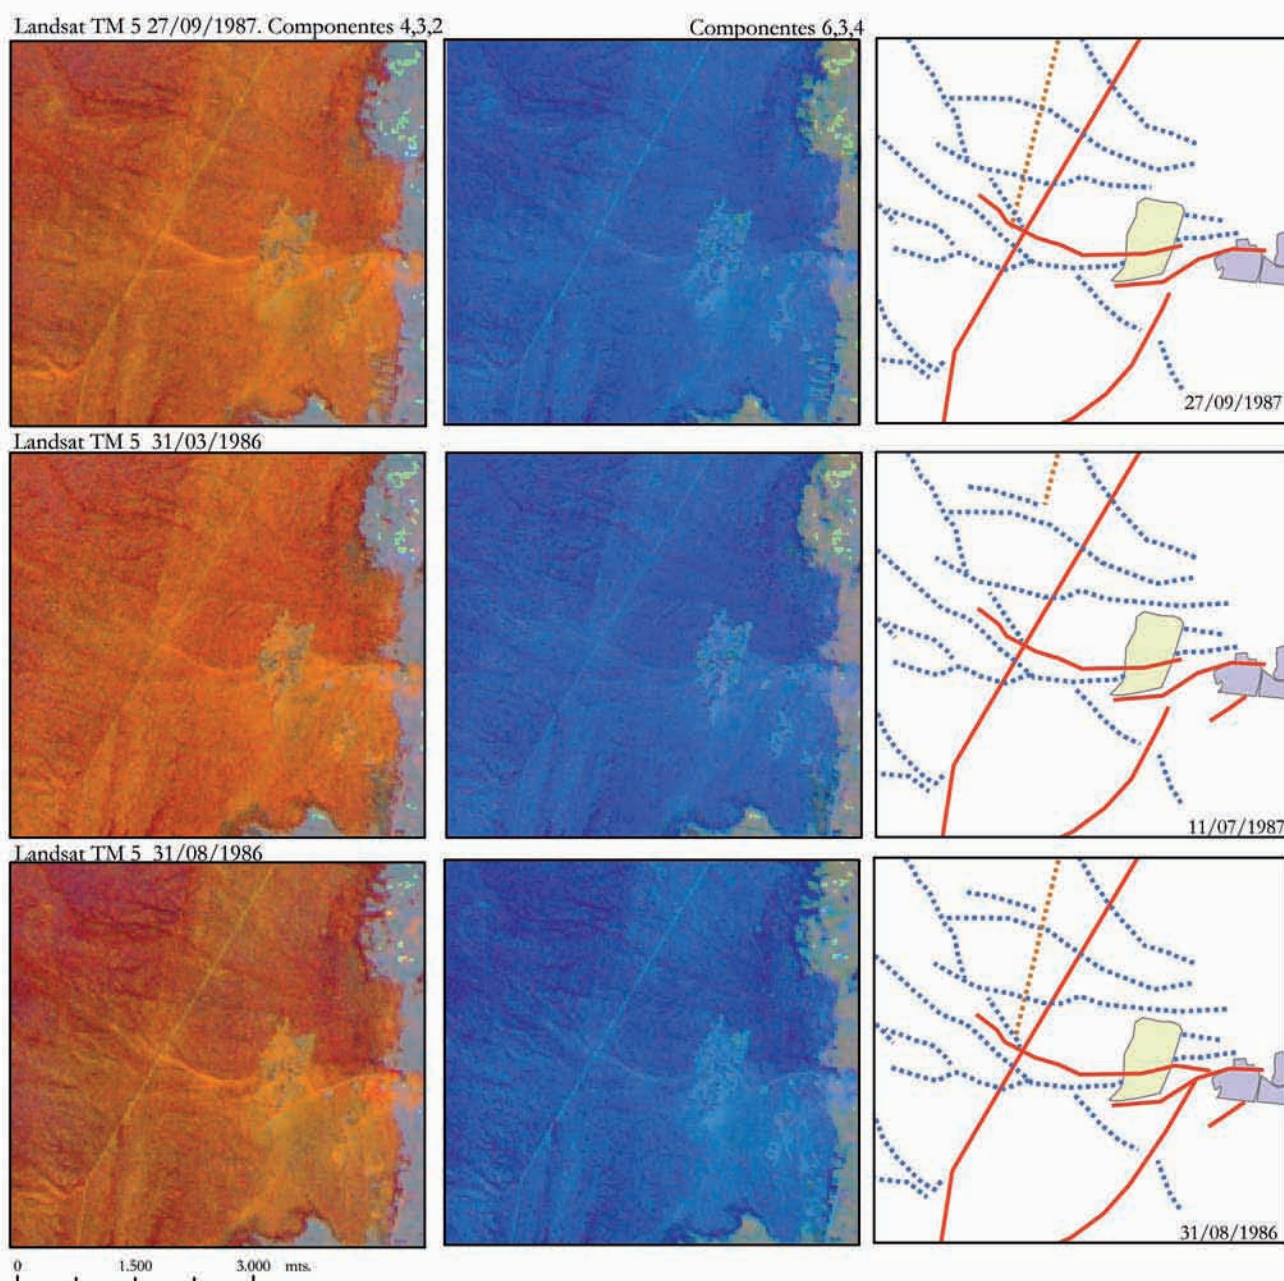 Landsat TM 5 27/09/1987. Componentes 4,3,2
Componentes 6,3,4
27/09/1987
Landsat TM 5 31/03/1986
11/07/1987
Landsat TM 5 31/08/1986
31/08/1986
0 1.500 3.000 mts.